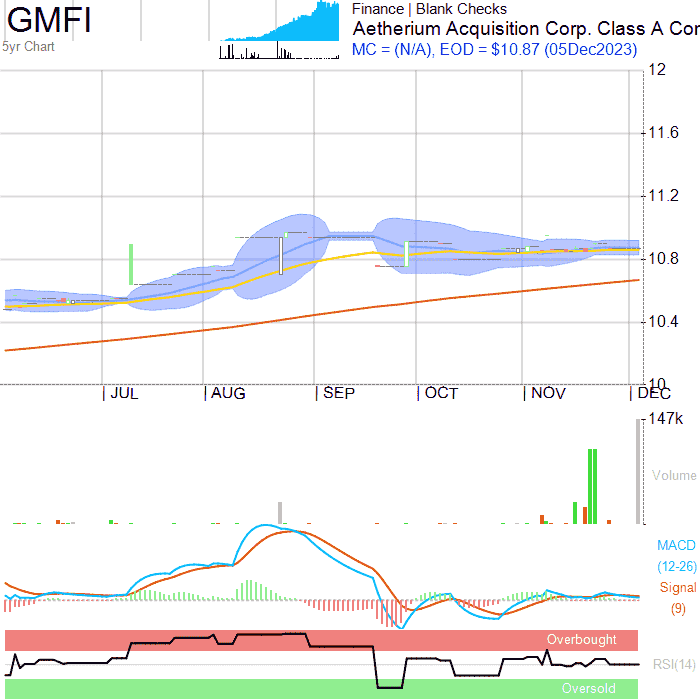 GMFI
5yr Chart
Finance | Blank Checks
Aetherium Acquisition Corp. Class A Cor
MC = (N/A), EOD = $10.87 (05Dec2023)
12
11.6
11.2
10.8
10.4
10
JUL AUG SEP OCT NOV DEC
147k
Volume
MACD
(12-26)
Signal
(9)
Overbought
RSI(14)
Oversold